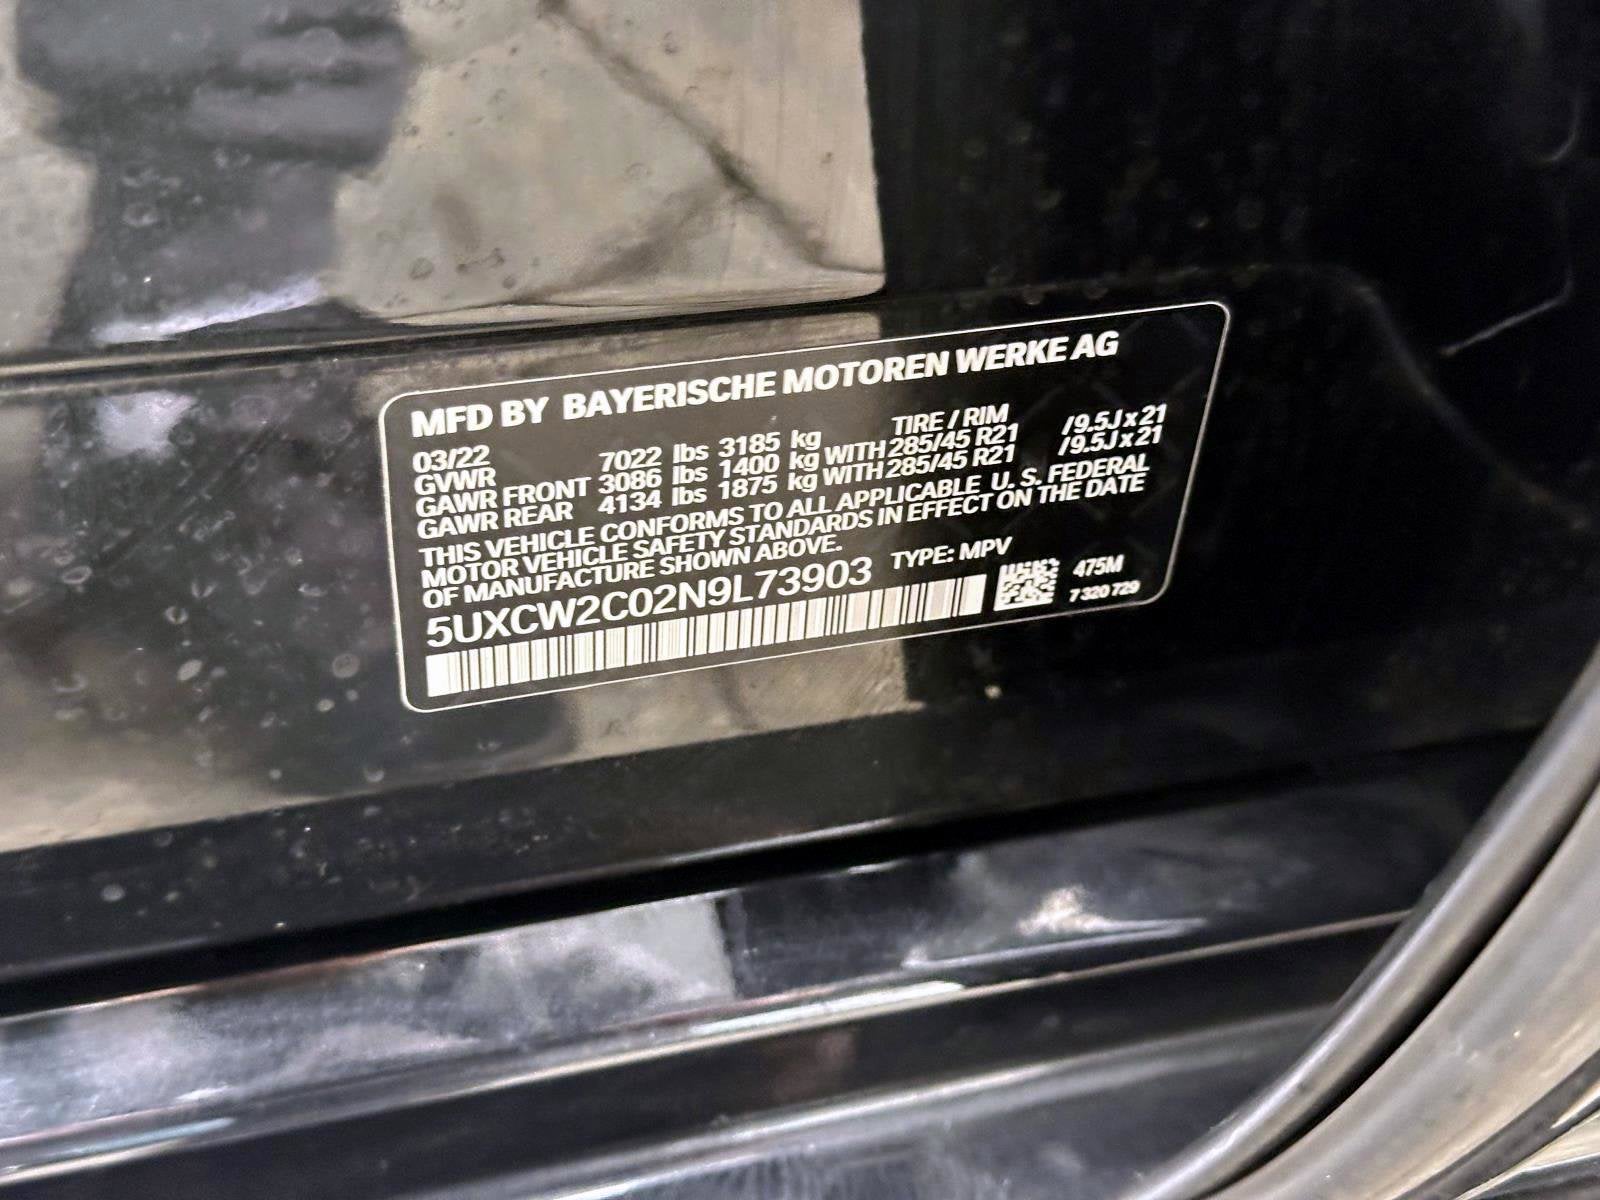 MFD BY BAYERISCHE MOTOREN WERKE AG
03/22 TIRE / RIM
GVWR 7022 lbs 3185 kg
GAWR FRONT 3086 lbs 1400 kg WITH 285/45 R21 /9.5J x 21
GAWR REAR 4134 lbs 1875 kg WITH 285/45 R21 /9.5J x 21
THIS VEHICLE CONFORMS TO ALL APPLICABLE U. S. FEDERAL
MOTOR VEHICLE SAFETY STANDARDS IN EFFECT ON THE DATE
OF MANUFACTURE SHOWN ABOVE.
5UXCW2C02N9L73903 TYPE: MPV
475M
7 320 729